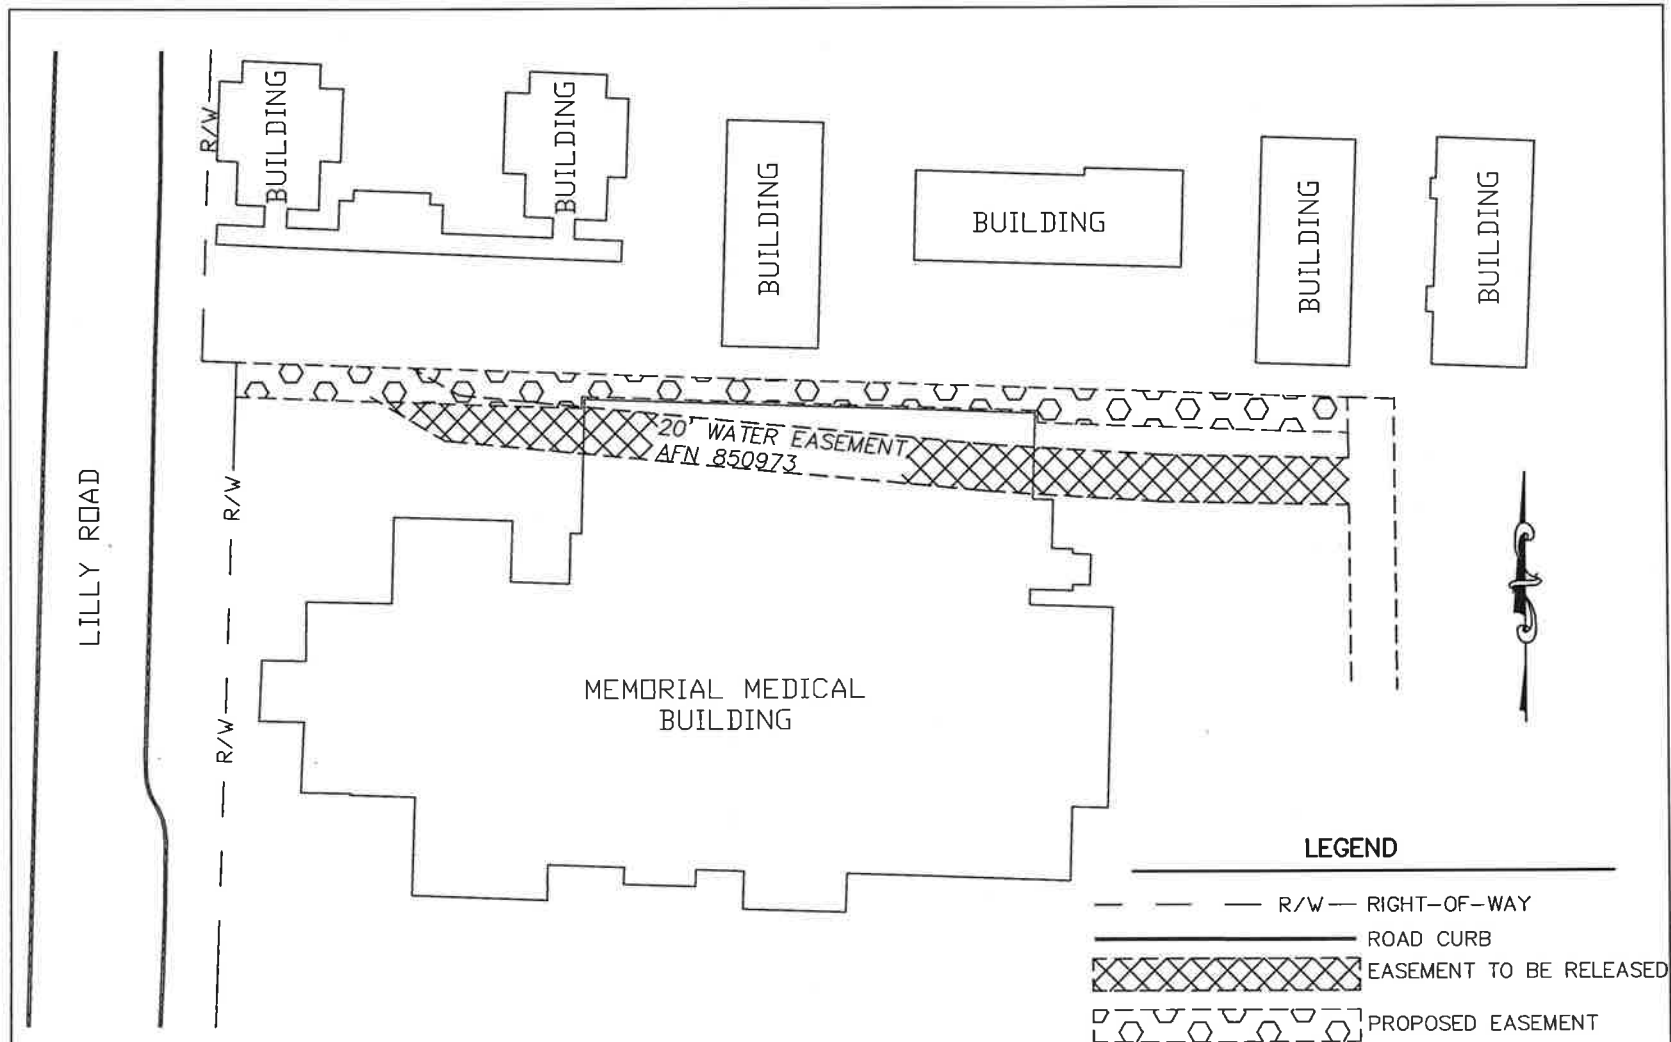 R/W
BUILDING
BUILDING
BUILDING
BUILDING
BUILDING
BUILDING
20' WATER EASEMENT
AFN 850973
LILLY ROAD
R/W
MEMORIAL MEDICAL
BUILDING
R/W
LEGEND
R/W RIGHT-OF-WAY
ROAD CURB
EASEMENT TO BE RELEASED
PROPOSED EASEMENT